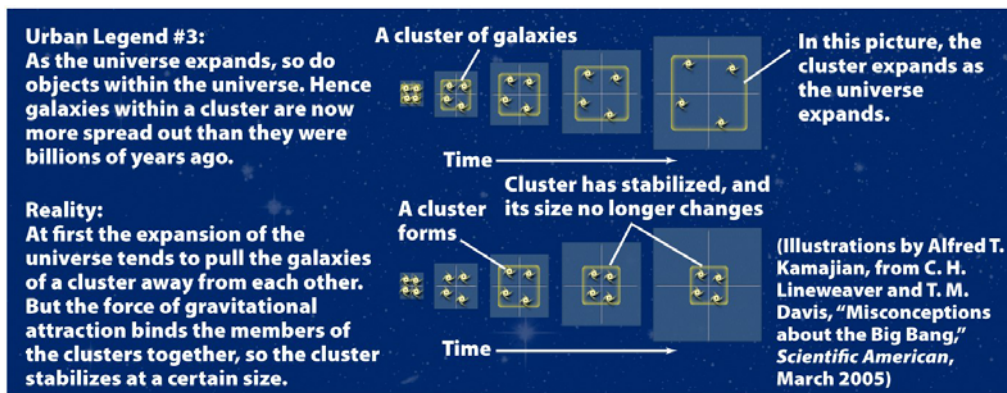 Urban Legend #3:
As the universe expands, so do
objects within the universe. Hence
galaxies within a cluster are now
more spread out than they were
billions of years ago.
A cluster of galaxies
In this picture, the
cluster expands as
the universe
expands.
Time
Reality:
At first the expansion of the
universe tends to pull the galaxies
of a cluster away from each other.
But the force of gravitational
attraction binds the members of
the clusters together, so the cluster
stabilizes at a certain size.
A cluster
forms
Cluster has stabilized, and
its size no longer changes
Time
(Illustrations by Alfred T.
Kamajian, from C. H.
Lineweaver and T. M.
Davis, “Misconceptions
about the Big Bang,”
Scientific American,
March 2005)